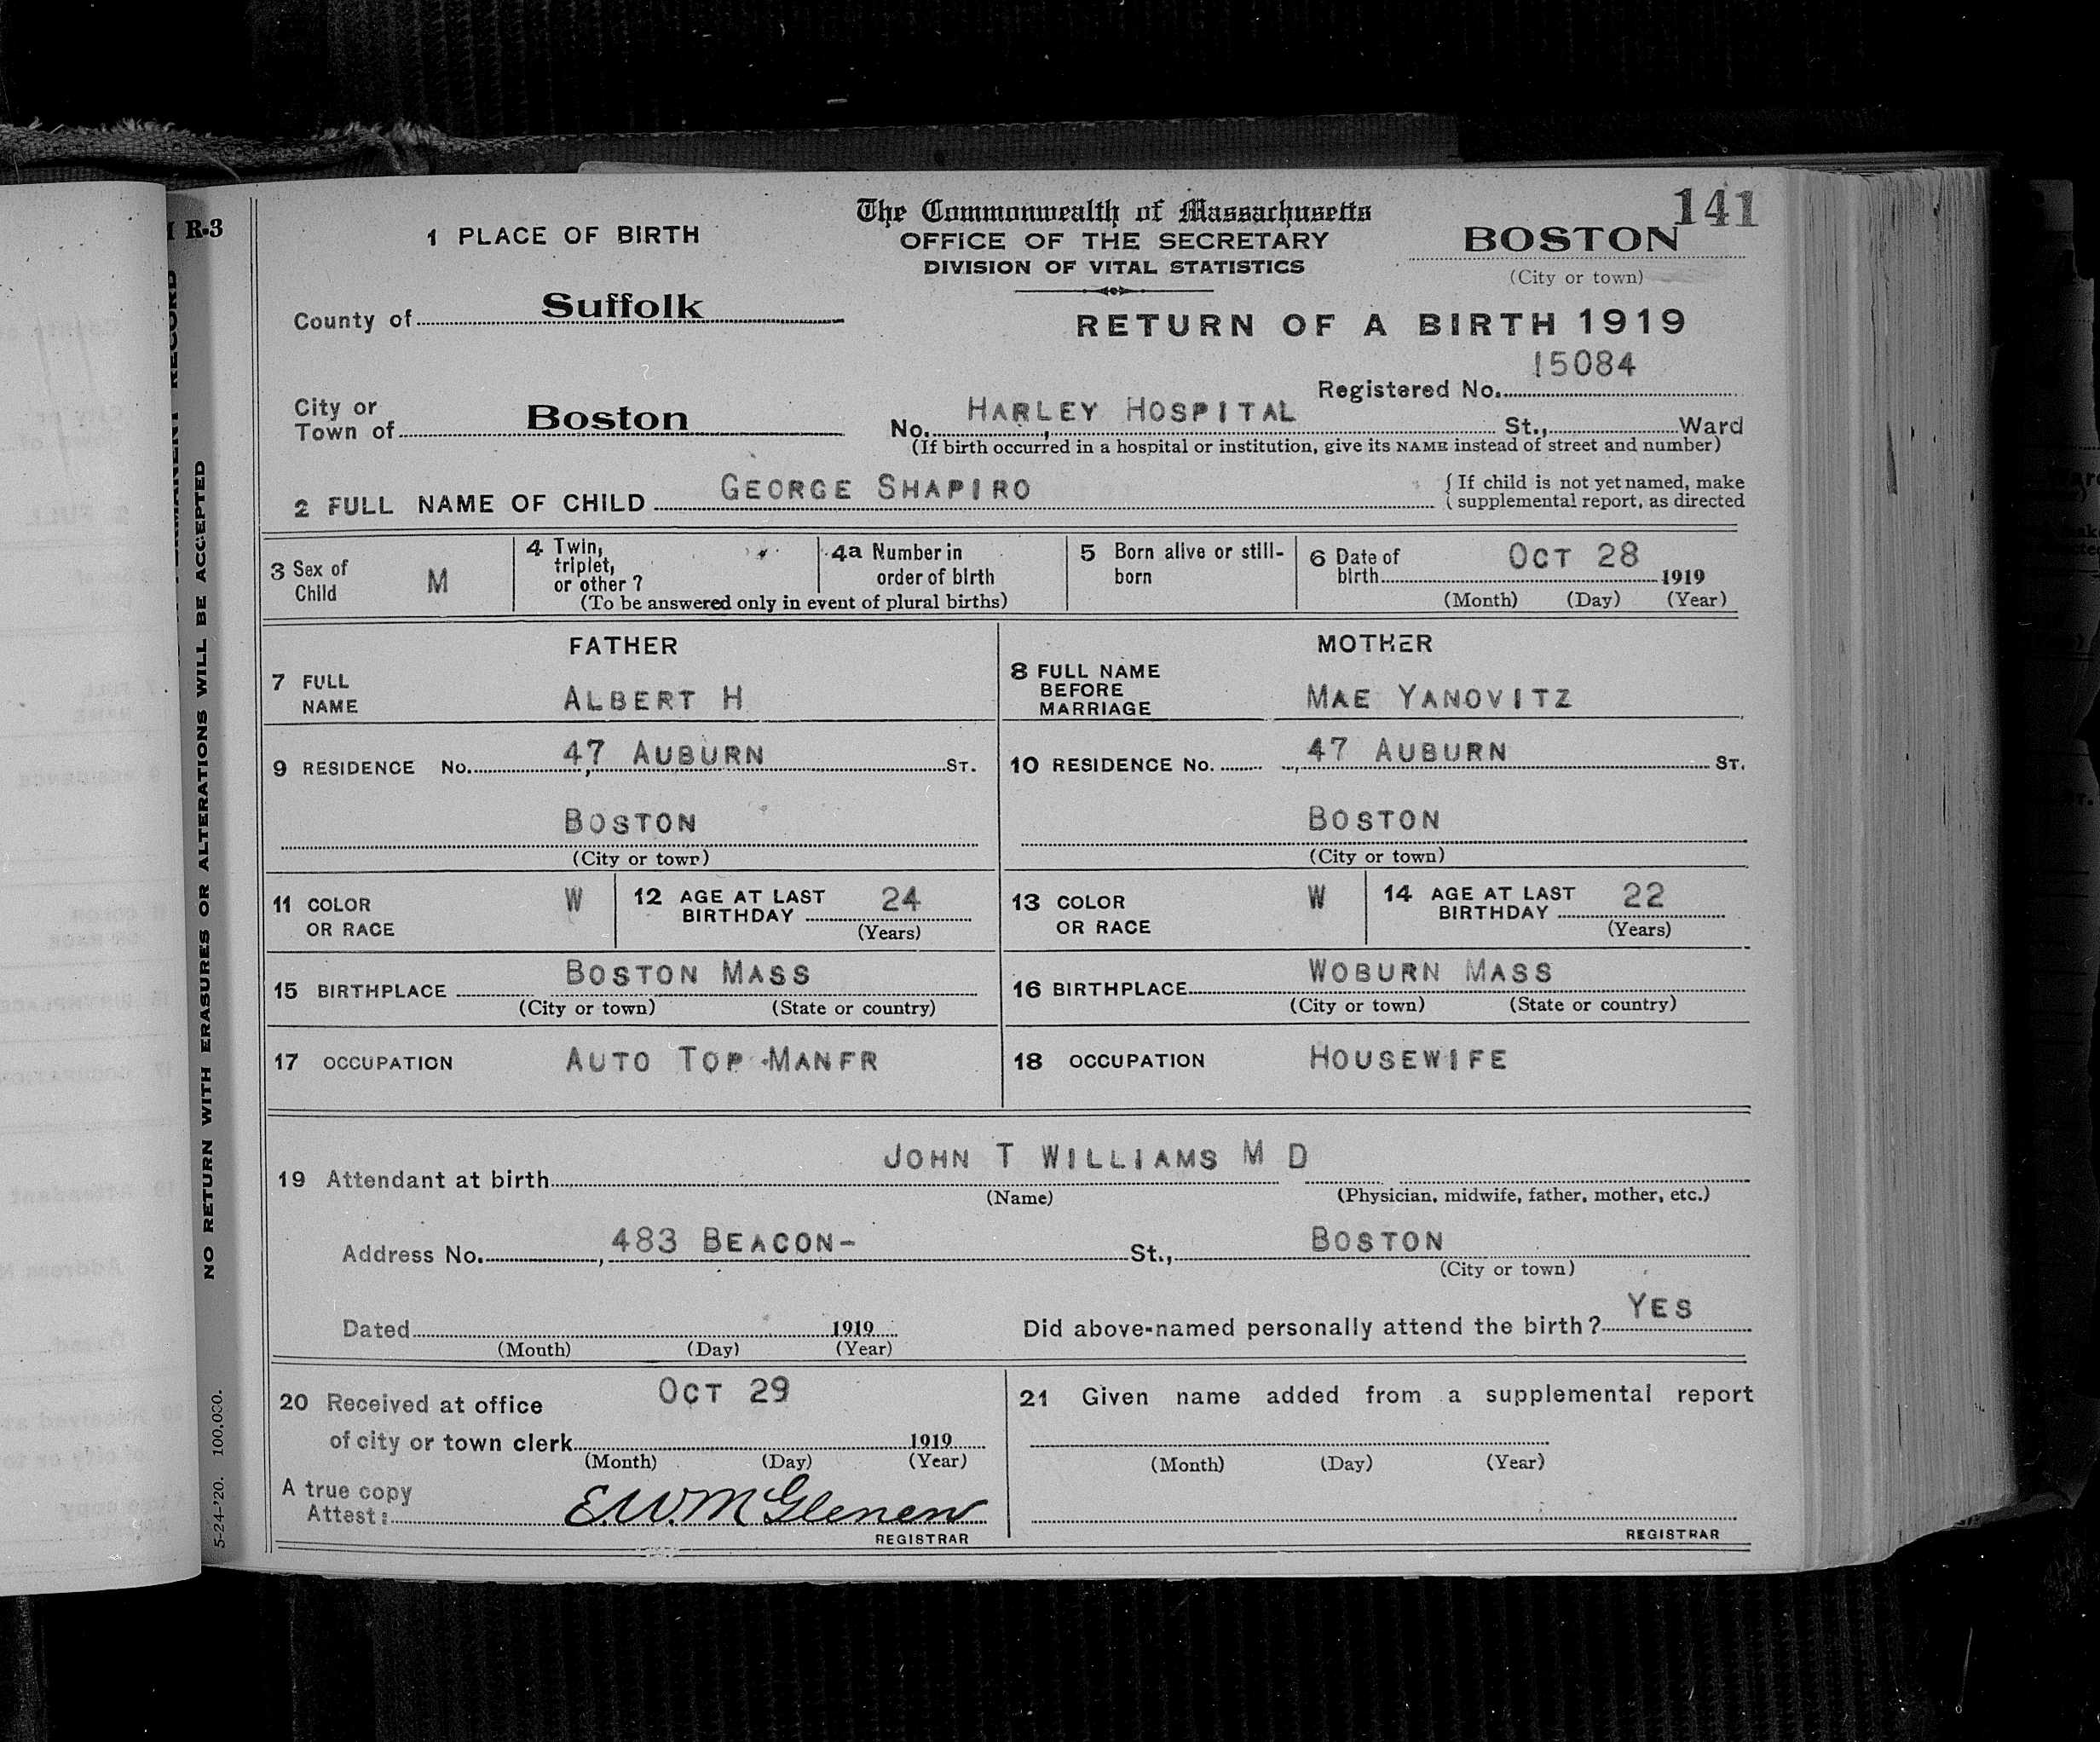 141
R-3
The Commonwealth of Massachusetts
1 PLACE OF BIRTH
OFFICE OF THE SECRETARY
BOSTON
DIVISION OF VITAL STATISTICS
(City or town)
County of Suffolk
RETURN OF A BIRTH 1919
15084
Registered No.
City or
Town of Boston
HARLEY HOSPITAL
No. , St., Ward
(If birth occurred in a hospital or institution, give its NAME instead of street and number)
2 FULL NAME OF CHILD GEORGE SHAPIRO
{ If child is not yet named, make
supplemental report, as directed
3 Sex of
Child M
4 Twin,
triplet,
or other ?
4a Number in
order of birth
(To be answered only in event of plural births)
5 Born alive or still-
born
6 Date of
birth OCT 28 1919
(Month) (Day) (Year)
FATHER
7 FULL
NAME ALBERT H
MOTHER
8 FULL NAME
BEFORE
MARRIAGE MAE YANOVITZ
9 RESIDENCE No. 47 , AUBURN ST.
BOSTON
(City or town)
10 RESIDENCE No. , 47 AUBURN ST.
BOSTON
(City or town)
11 COLOR
OR RACE W
12 AGE AT LAST
BIRTHDAY 24
(Years)
13 COLOR
OR RACE W
14 AGE AT LAST
BIRTHDAY 22
(Years)
15 BIRTHPLACE BOSTON MASS
(City or town) (State or country)
16 BIRTHPLACE WOBURN MASS
(City or town) (State or country)
17 OCCUPATION AUTO TOP MANFR
18 OCCUPATION HOUSEWIFE
19 Attendant at birth JOHN T WILLIAMS M D
(Name) (Physician, midwife, father, mother, etc.)
Address No. , 483 BEACON- St., BOSTON
(City or town)
Dated 1919
(Month) (Day) (Year)
Did above-named personally attend the birth? YES
20 Received at office OCT 29
of city or town clerk 1919
(Month) (Day) (Year)
A true copy
Attest: E.W.McGlenen
REGISTRAR
21 Given name added from a supplemental report
(Month) (Day) (Year)
REGISTRAR
PERMANENT RECORD
NO RETURN WITH ERASURES OR ALTERATIONS WILL BE ACCEPTED
5-24-'20. 100,000.